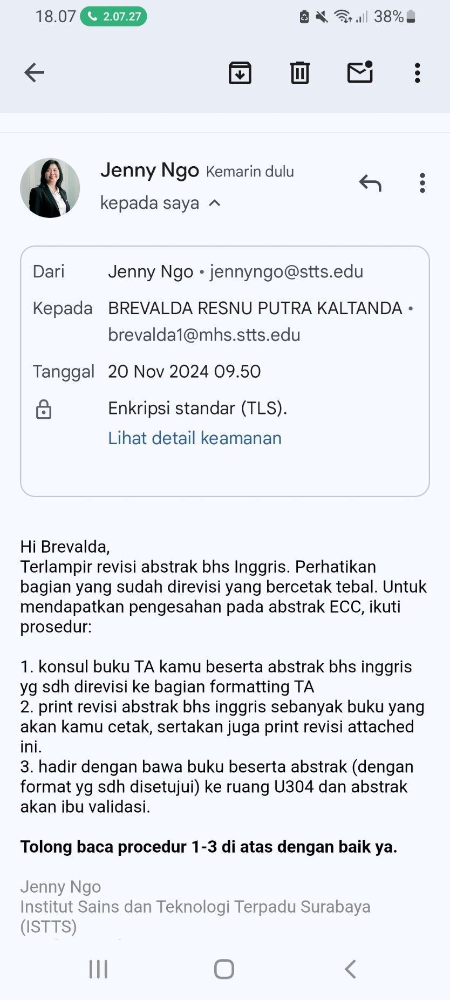 18.07 2.07.27 38%
Jenny Ngo Kemarin dulu
kepada saya
Dari Jenny Ngo • jennyngo@stts.edu
Kepada BREVALDA RESNU PUTRA KALTANDA •
brevalda1@mhs.stts.edu
Tanggal 20 Nov 2024 09.50
Enkripsi standar (TLS).
Lihat detail keamanan
Hi Brevalda,
Terlampir revisi abstrak bhs Inggris. Perhatikan
bagian yang sudah direvisi yang bercetak tebal. Untuk
mendapatkan pengesahan pada abstrak ECC, ikuti
prosedur:
1. konsul buku TA kamu beserta abstrak bhs inggris
yg sdh direvisi ke bagian formatting TA
2. print revisi abstrak bhs inggris sebanyak buku yang
akan kamu cetak, sertakan juga print revisi attached
ini.
3. hadir dengan bawa buku beserta abstrak (dengan
format yg sdh disetujui) ke ruang U304 dan abstrak
akan ibu validasi.
Tolong baca procedur 1-3 di atas dengan baik ya.
Jenny Ngo
Institut Sains dan Teknologi Terpadu Surabaya
(ISTTS)